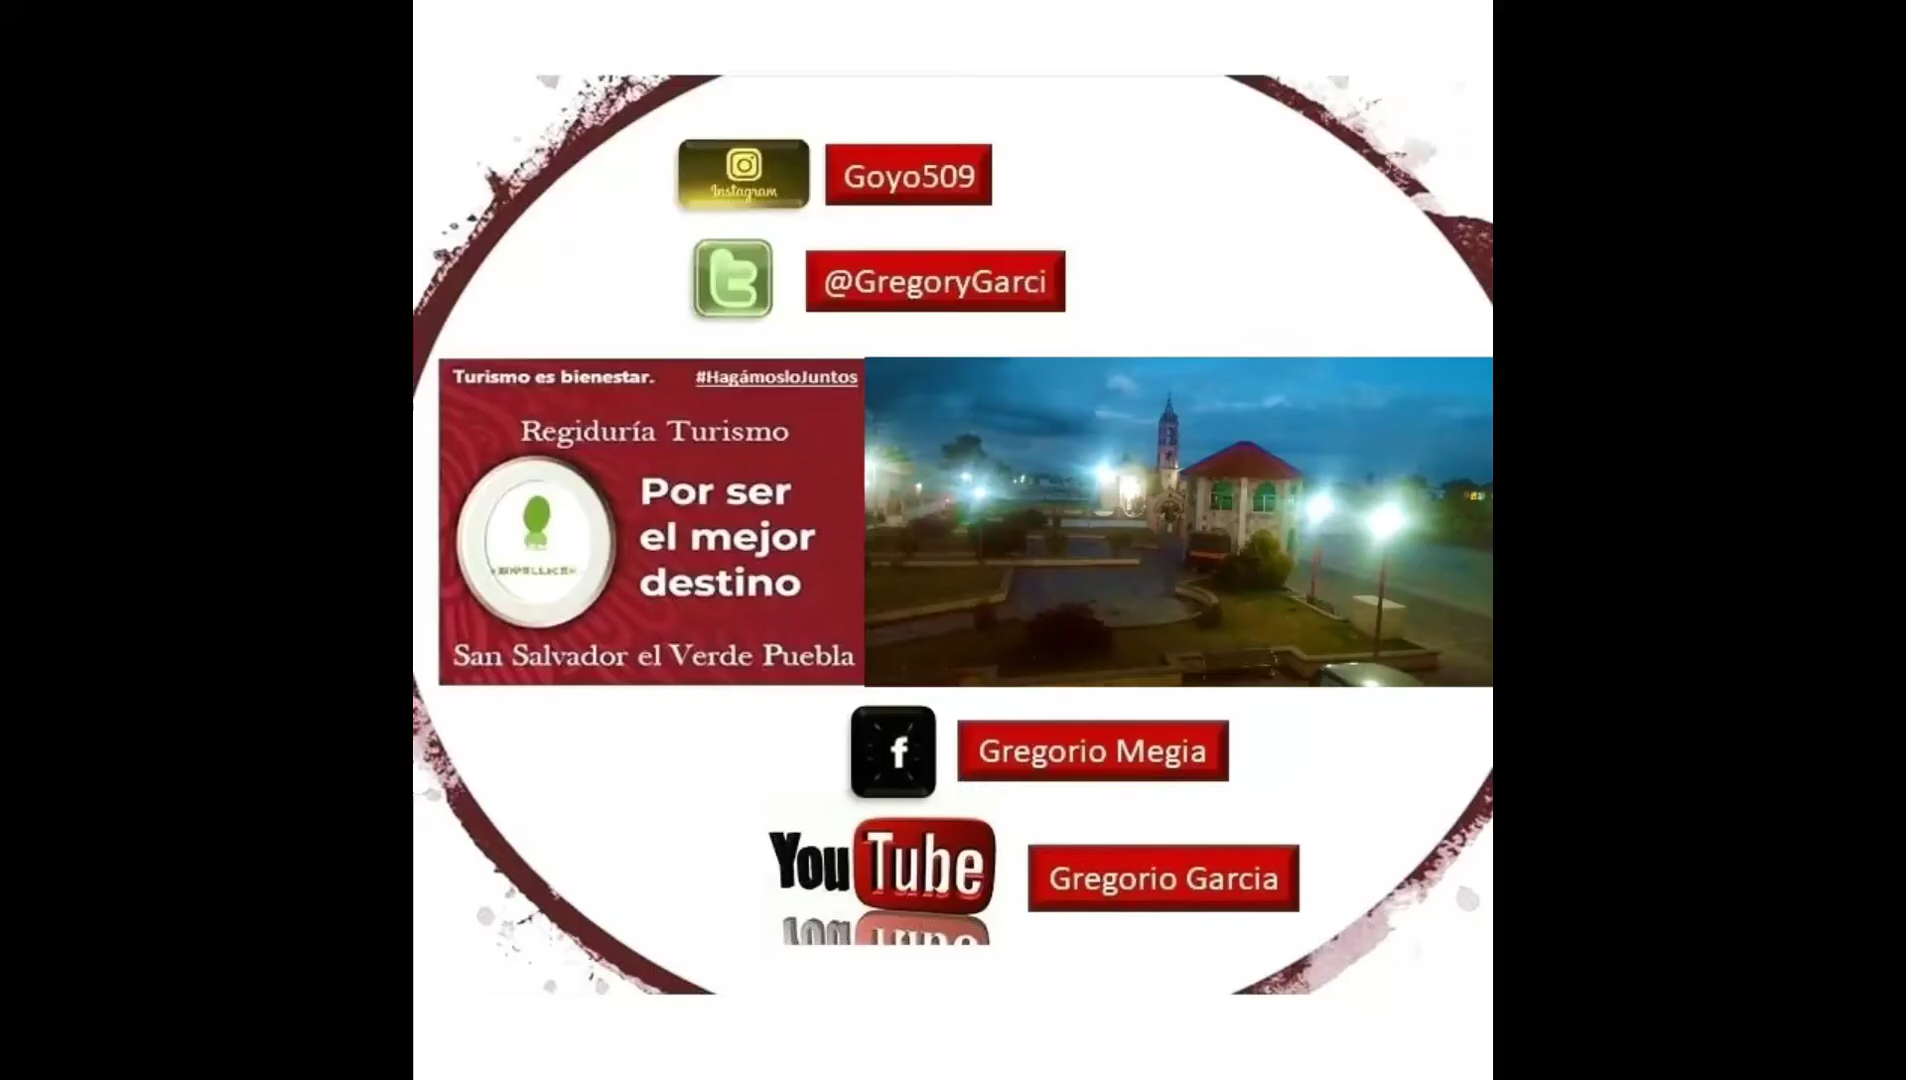 Instagram
Goyo509
@GregoryGarci
Turismo es bienestar. #HagámosloJuntos
Regiduría Turismo
Por ser
el mejor
destino
San Salvador el Verde Puebla
Gregorio Megia
YouTube
Gregorio Garcia